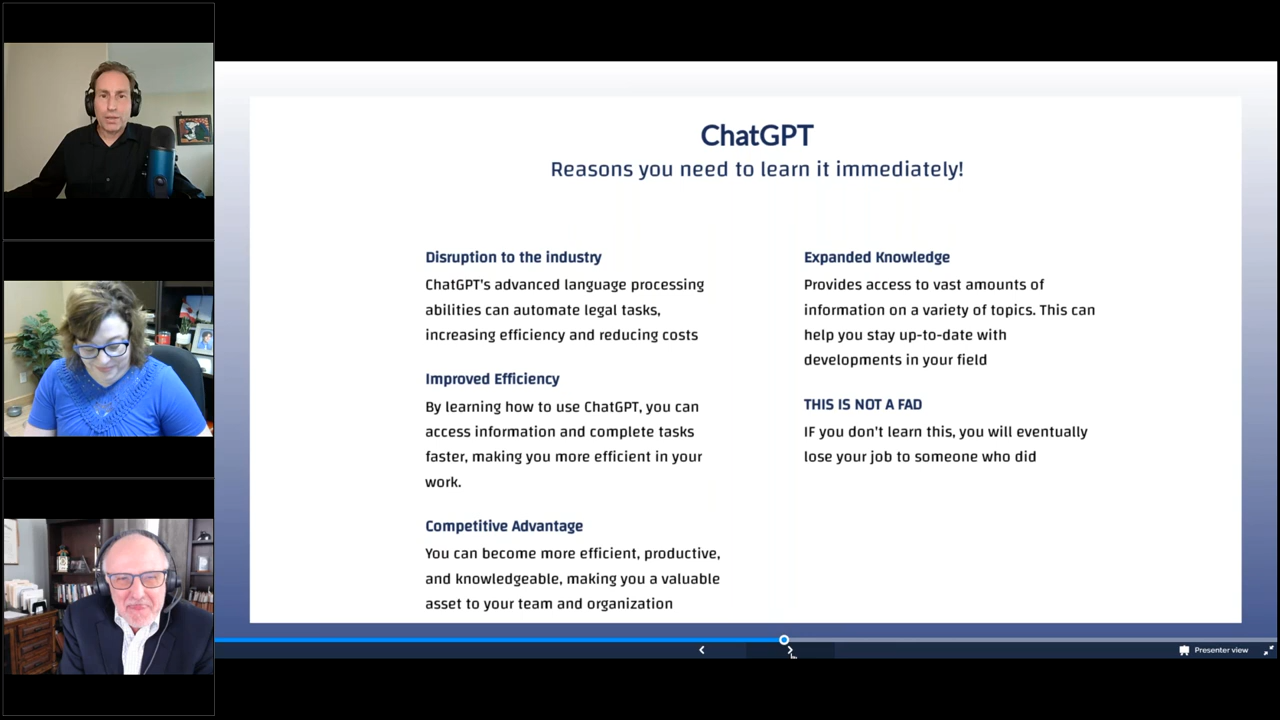 ChatGPT
Reasons you need to learn it immediately!
Disruption to the industry
ChatGPT's advanced language processing
abilities can automate legal tasks,
increasing efficiency and reducing costs
Improved Efficiency
By learning how to use ChatGPT, you can
access information and complete tasks
faster, making you more efficient in your
work.
Competitive Advantage
You can become more efficient, productive,
and knowledgeable, making you a valuable
asset to your team and organization
Expanded Knowledge
Provides access to vast amounts of
information on a variety of topics. This can
help you stay up-to-date with
developments in your field
THIS IS NOT A FAD
IF you don't learn this, you will eventually
lose your job to someone who did
Presenter view